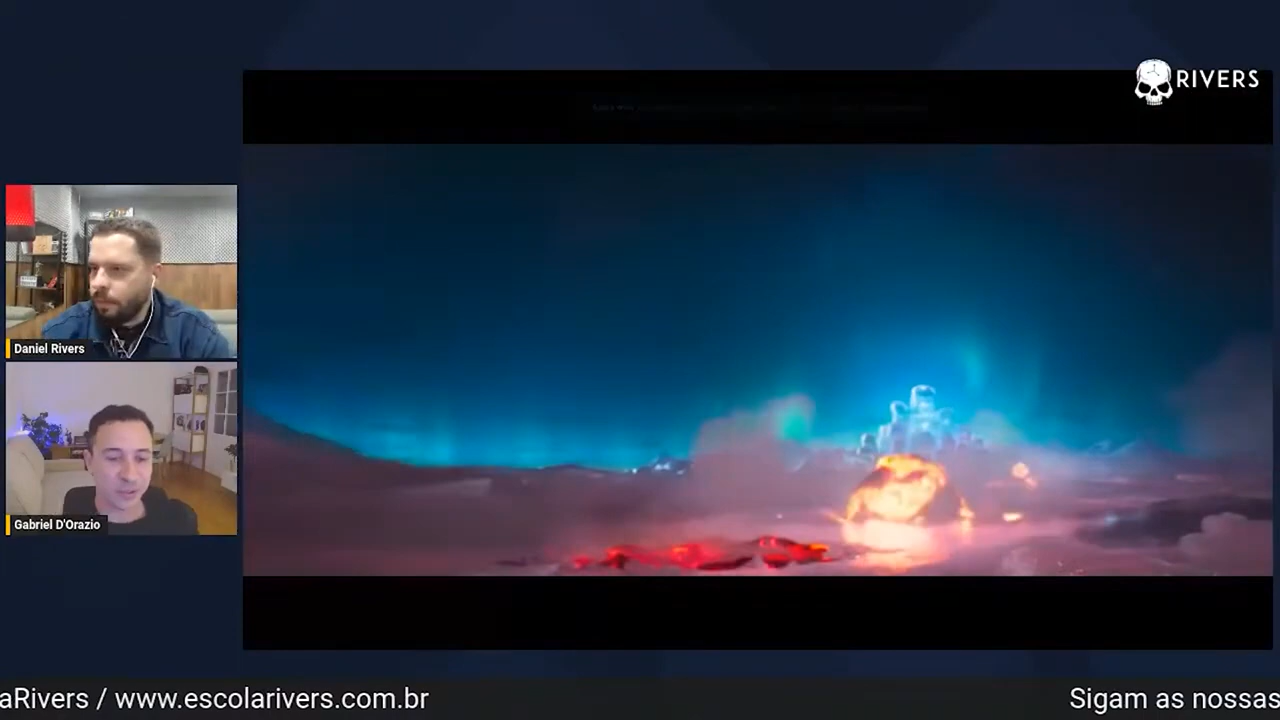 RIVERS
Daniel Rivers
Gabriel D'Orazio
aRivers / www.escolarivers.com.br
Sigam as nossas